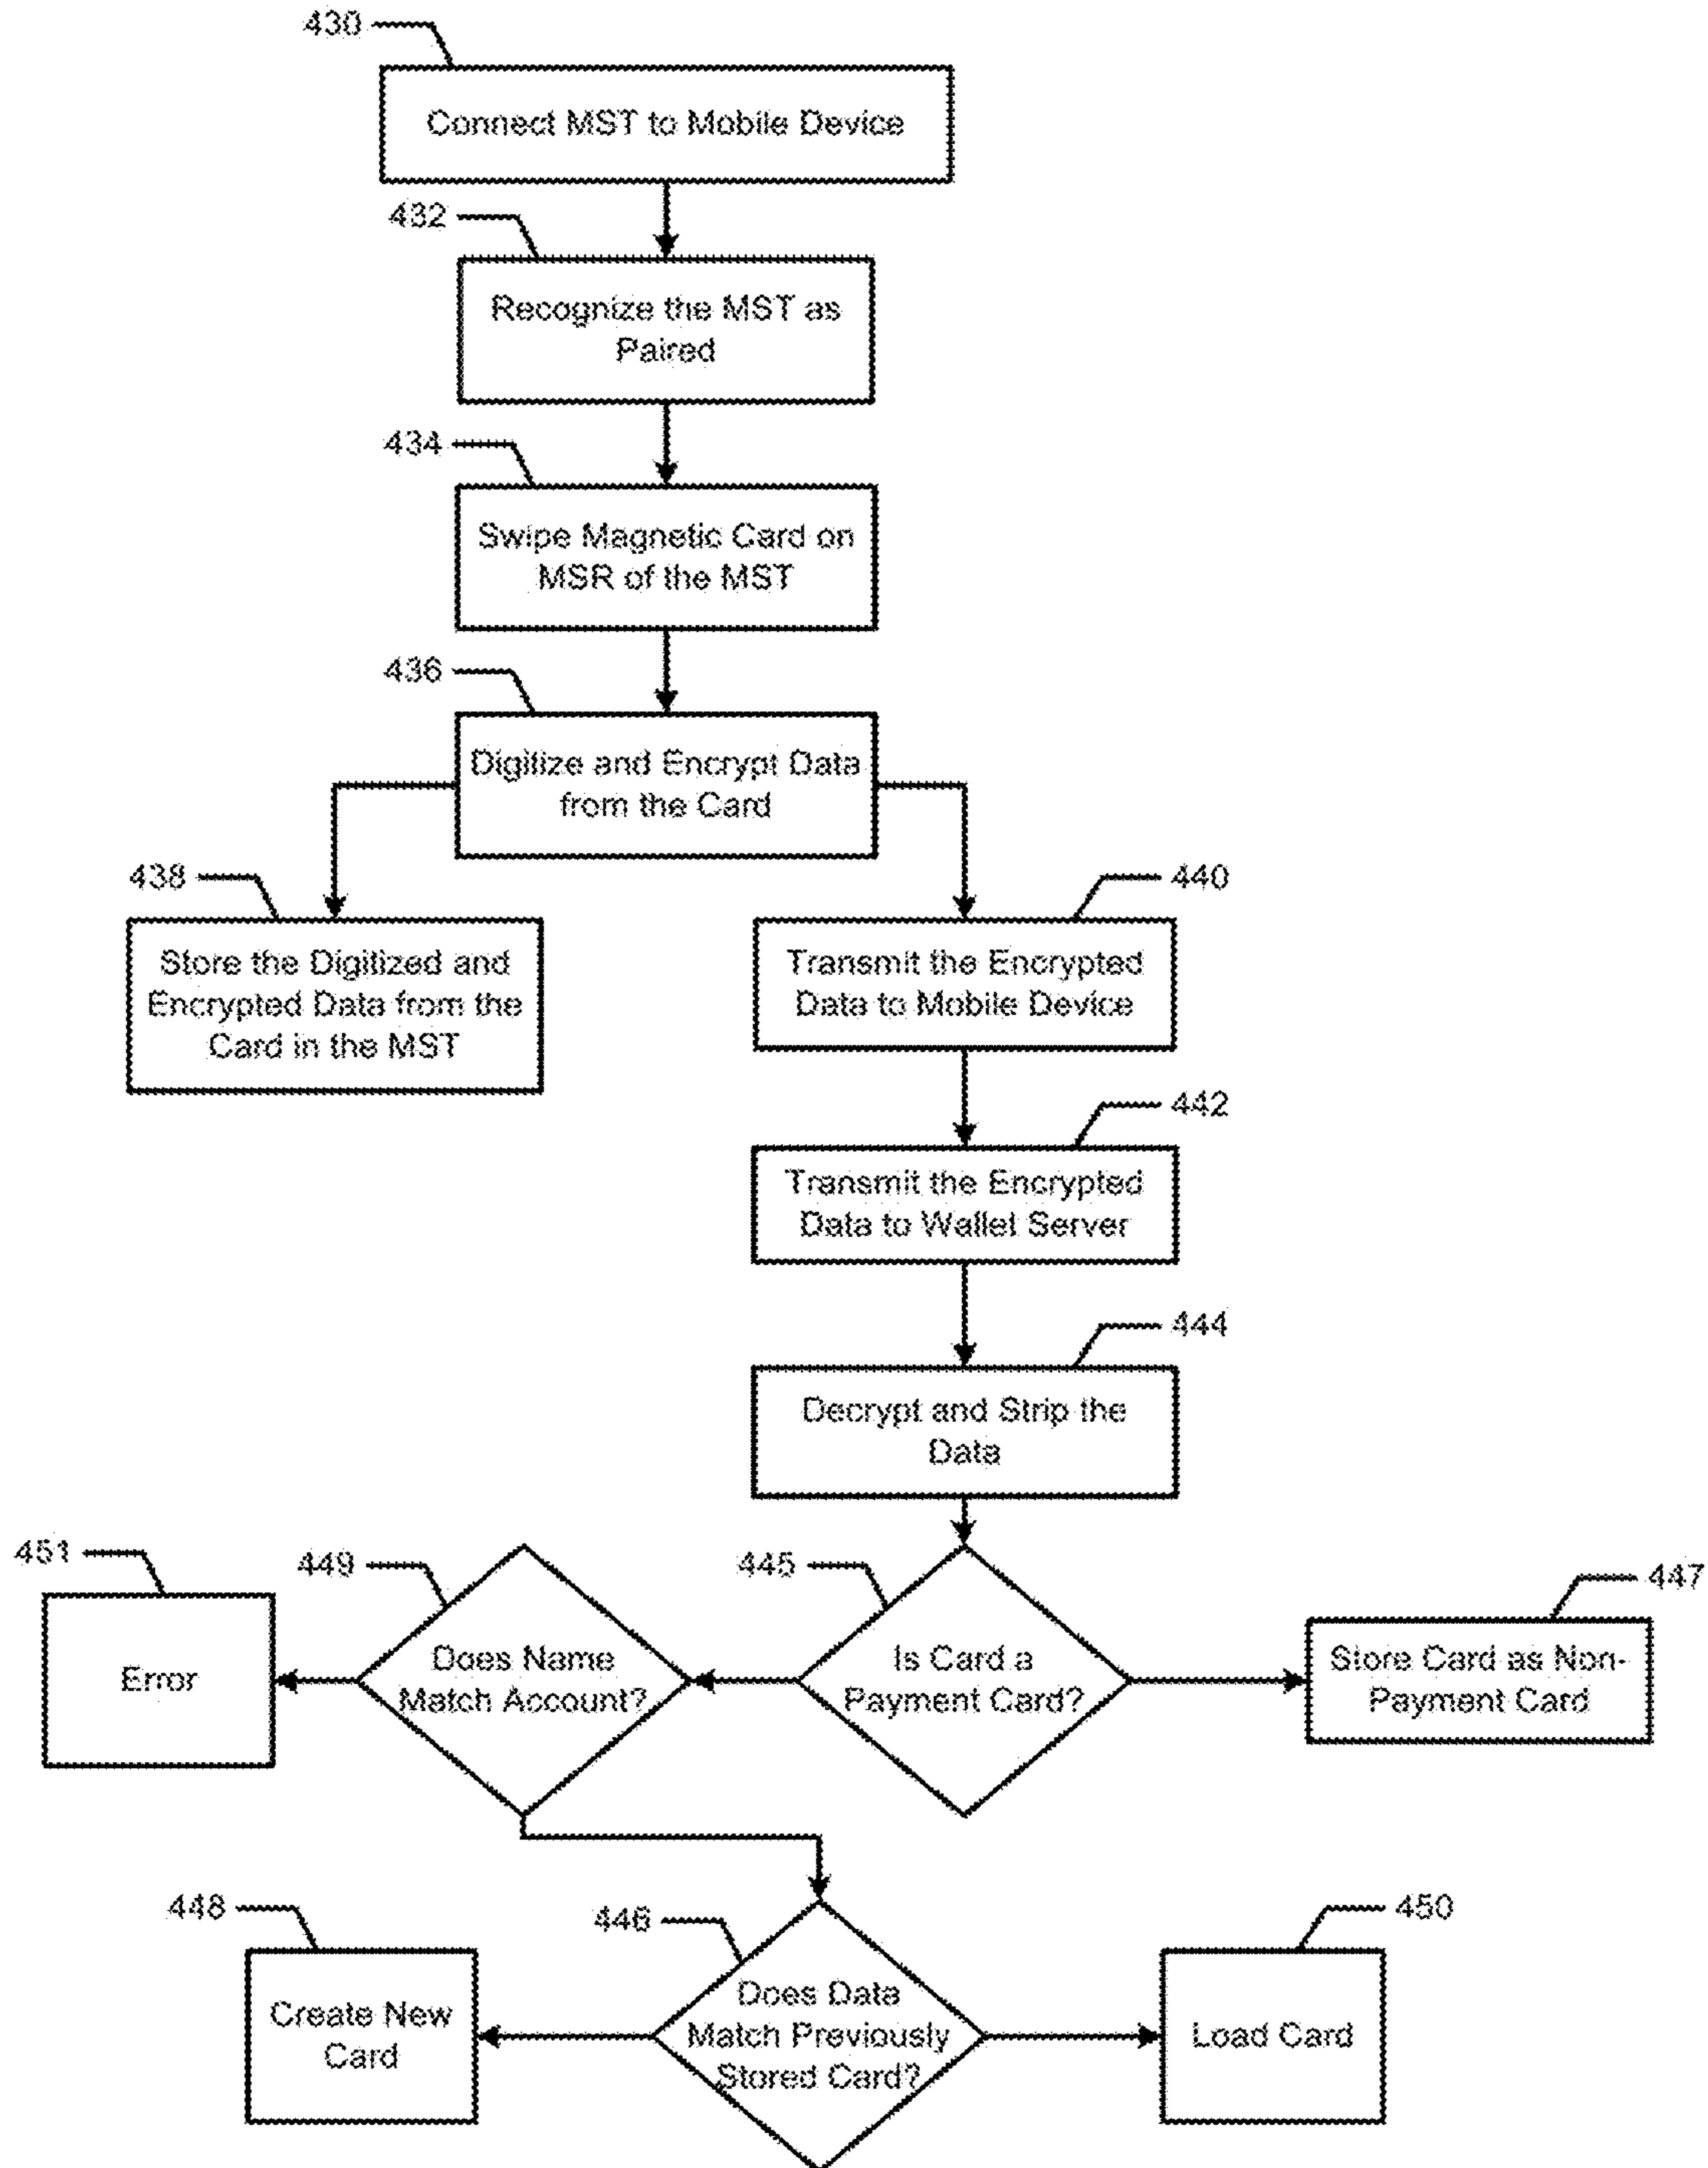 430
Connect MST to Mobile Device
432
Recognize the MST as
Paired
434
Swipe Magnetic Card on
MSR of the MST
436
Digitize and Encrypt Data
from the Card
438
Store the Digitized and
Encrypted Data from the
Card in the MST
440
Transmit the Encrypted
Data to Mobile Device
442
Transmit the Encrypted
Data to Wallet Server
444
Decrypt and Strip the
Data
451
Error
449
Does Name
Match Account?
445
Is Card a
Payment Card?
447
Store Card as Non-
Payment Card
448
Create New
Card
446
Does Data
Match Previously
Stored Card?
450
Load Card